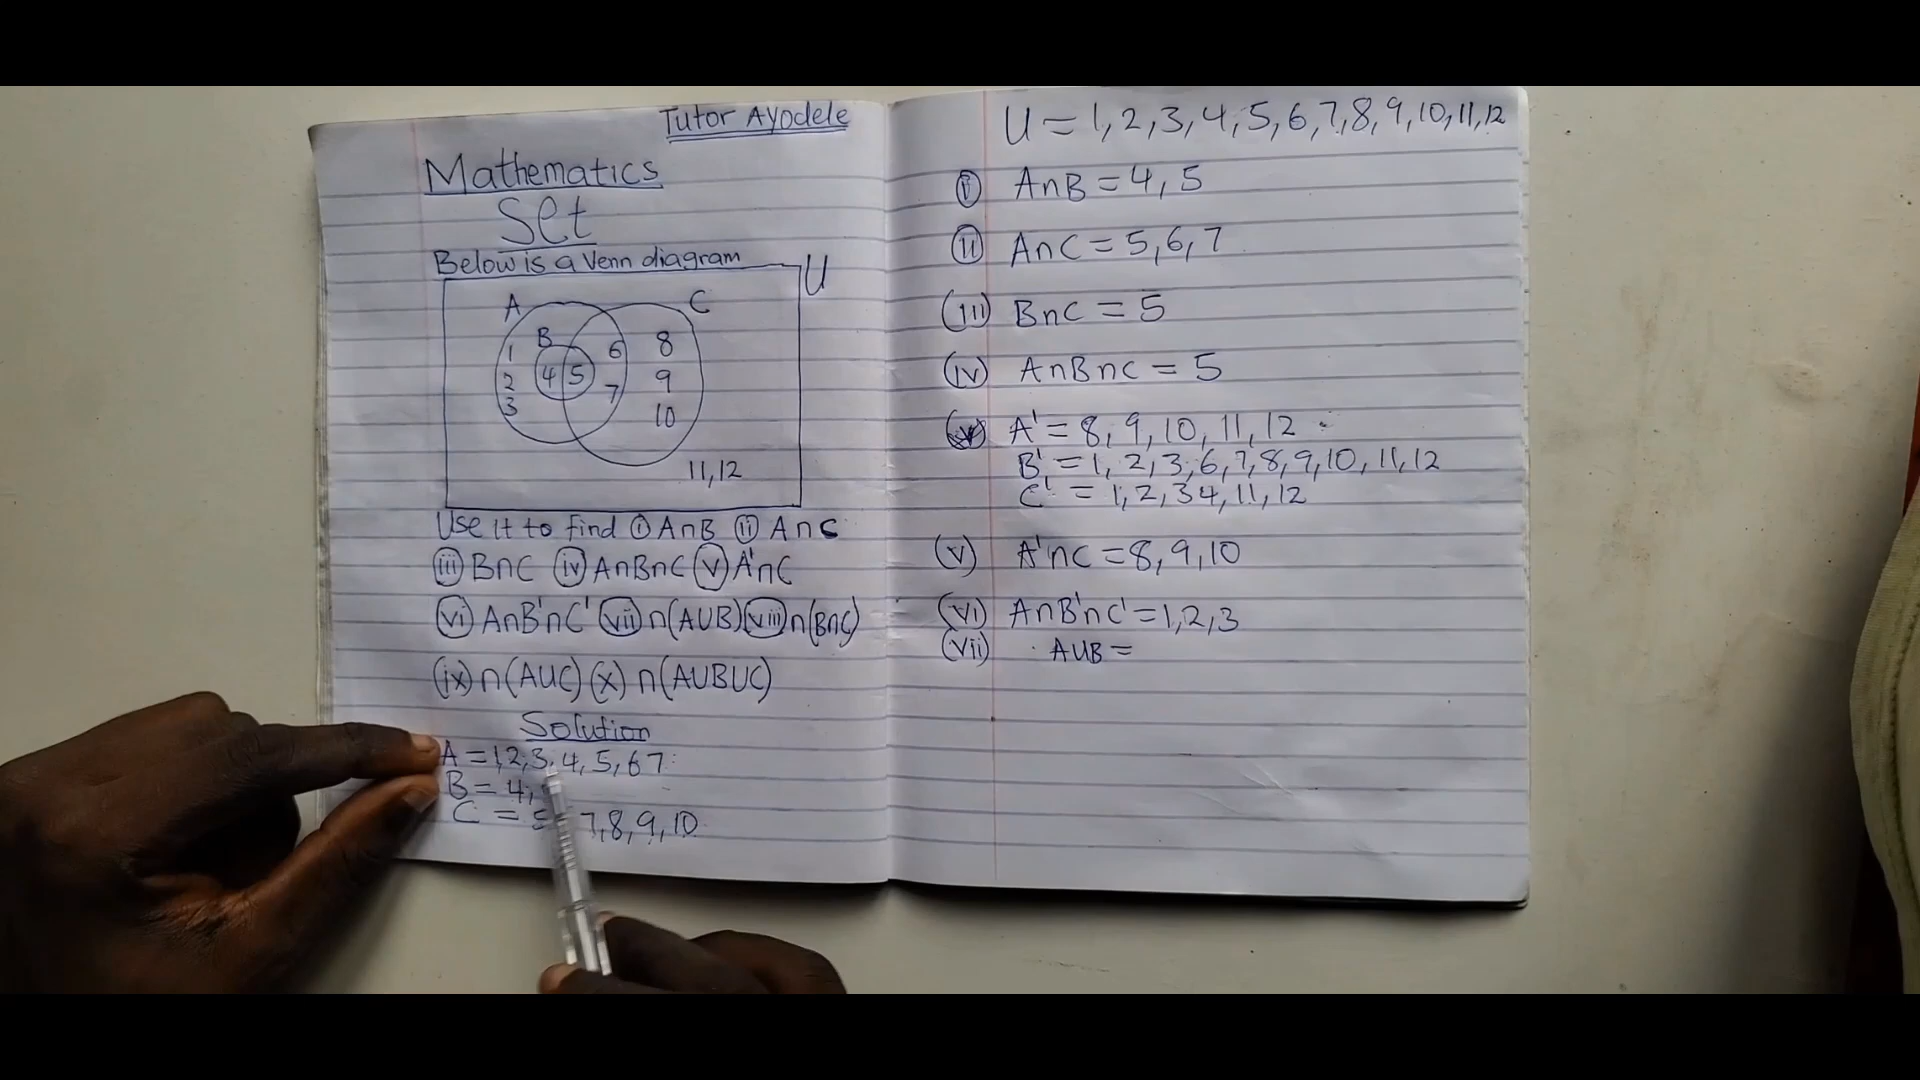 Tutor Ayodele
Mathematics
Set
Below is a Venn diagram
U
A C
B
1 6 8
2 4 5 9
3 7 10
11,12
Use it to find (i) A∩B (ii) A∩C
(iii) B∩C (iv) A∩B∩C (v) A'∩C
(vi) A∩B'∩C' (vii) n(AUB) (viii) n(B∩C)
(ix) n(AUC) (x) n(AUBUC)
Solution
A = 1,2,3,4,5,6 7
B = 4,
C = 5 7,8,9,10
U = 1,2,3,4,5,6,7,8,9,10,11,12
(i) A∩B = 4, 5
(ii) A∩C = 5,6,7
(iii) B∩C = 5
(iv) A∩B∩C = 5
A' = 8, 9, 10, 11, 12
B' = 1, 2, 3, 6, 7, 8, 9, 10, 11, 12
C' = 1, 2, 3 4, 11, 12
(v) A'∩C = 8, 9, 10
(vi) A∩B'∩C' = 1,2,3
(vii) AUB =